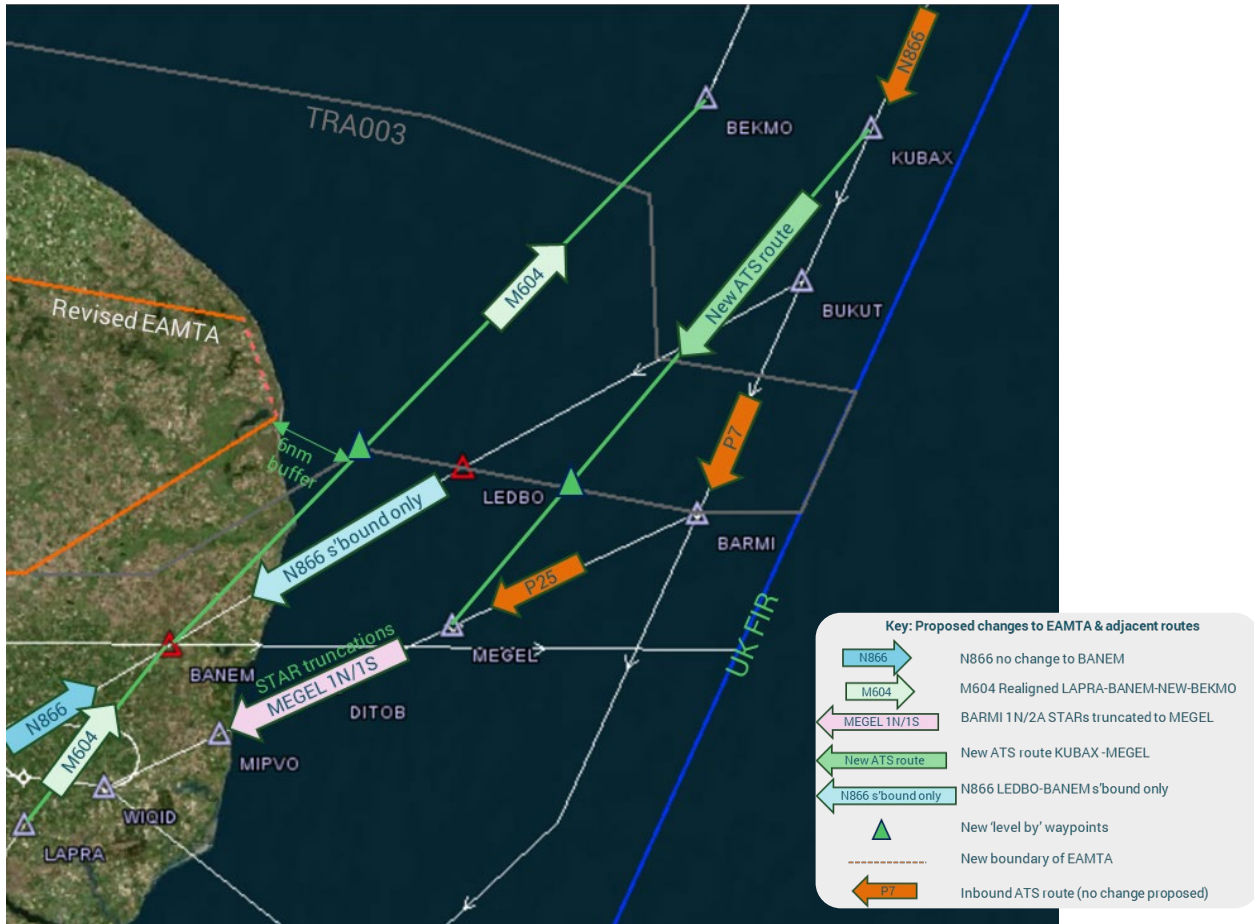 N866
TRA003
BEKMO
KUBAX
New ATS route
M604
BUKUT
Revised EAMTA
P7
6nm
buffer
LEDBO
N866 s'bound only
BARMI
P25
UK FIR
STAR truncations
MEGEL 1N/1S
MEGEL
BANEM
DITOB
N866
M604
MIPVO
WIQID
LAPRA
Key: Proposed changes to EAMTA & adjacent routes
N866 N866 no change to BANEM
M604 M604 Realigned LAPRA-BANEM-NEW-BEKMO
MEGEL 1N/1S BARMI 1N/2A STARs truncated to MEGEL
New ATS route New ATS route KUBAX -MEGEL
N866 s'bound only N866 LEDBO-BANEM s'bound only
New 'level by' waypoints
New boundary of EAMTA
P7 Inbound ATS route (no change proposed)